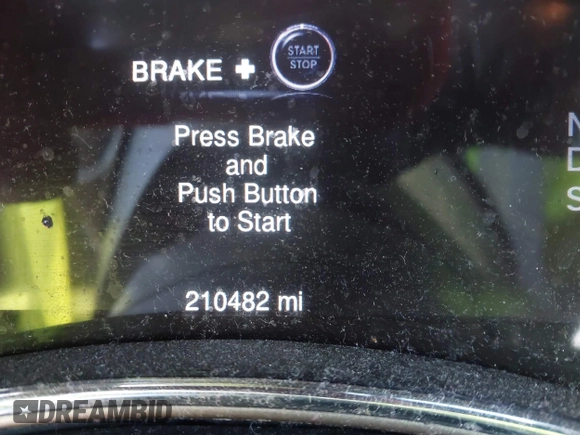 BRAKE + START STOP
Press Brake
and
Push Button
to Start
210482 mi
N
D
S
DREAMBID